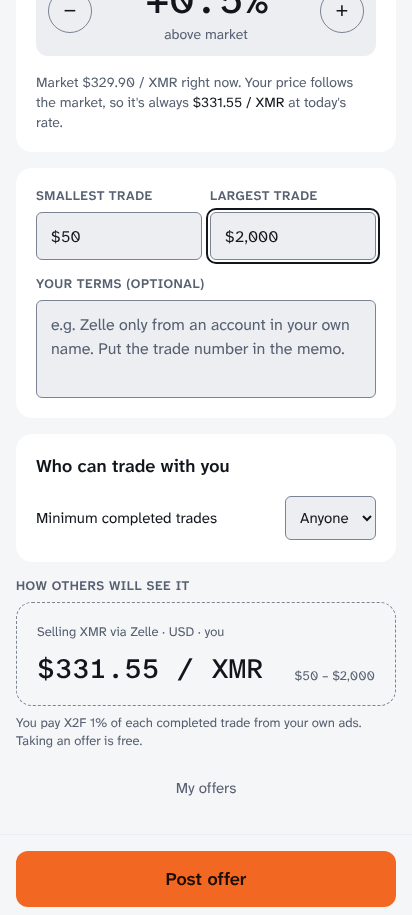 − +0.5% +
above market
Market $329.90 / XMR right now. Your price follows
the market, so it's always $331.55 / XMR at today's
rate.
SMALLEST TRADE LARGEST TRADE
$50 $2,000
YOUR TERMS (OPTIONAL)
e.g. Zelle only from an account in your own
name. Put the trade number in the memo.
Who can trade with you
Minimum completed trades Anyone
HOW OTHERS WILL SEE IT
Selling XMR via Zelle · USD · you
$331.55 / XMR $50 – $2,000
You pay X2F 1% of each completed trade from your own ads.
Taking an offer is free.
My offers
Post offer